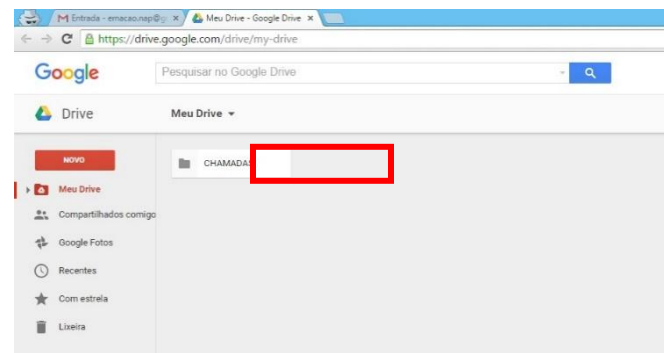 Entrada - emacao.nap@g
Meu Drive - Google Drive
https://drive.google.com/drive/my-drive
Google
Pesquisar no Google Drive
Drive
Meu Drive
NOVO
CHAMADAS
Meu Drive
Compartilhados comigo
Google Fotos
Recentes
Com estrela
Lixeira